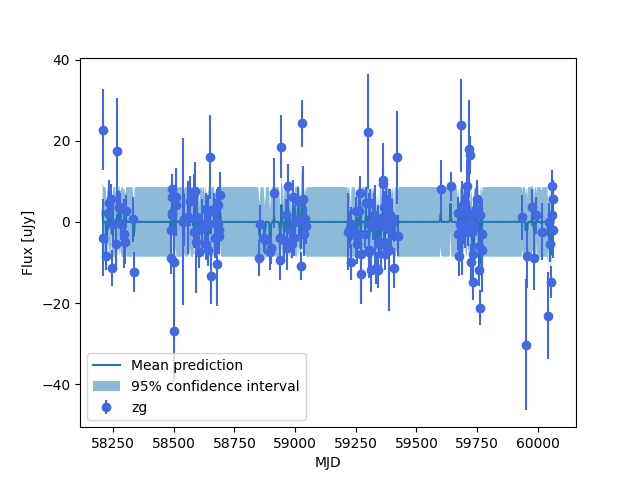 40
20
0
−20
−40
Flux [uJy]
Mean prediction
95% confidence interval
zg
58250 58500 58750 59000 59250 59500 59750 60000
MJD